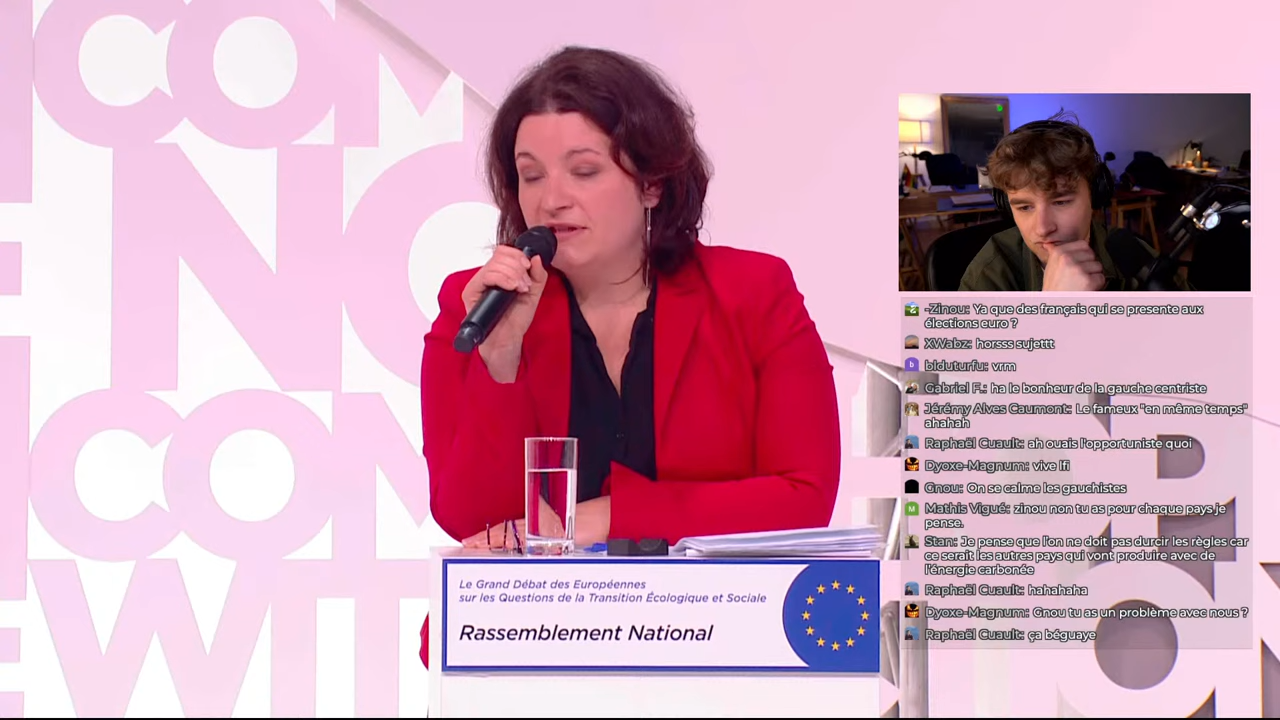 COM
NC
CON
EWIT
Le Grand Débat des Européennes
sur les Questions de la Transition Écologique et Sociale
Rassemblement National
-Zinou: Ya que des français qui se presente aux
élections euro ?
XWabz: horsss sujettt
biduturfu: vrm
Gabriel F.: ha le bonheur de la gauche centriste
Jérémy Alves Caumont: Le fameux "en même temps"
ahahah
Raphaël Cuault: ah ouais l'opportuniste quoi
Dyoxe-Magnum: vive lfi
Gnou: On se calme les gauchistes
Mathis Vigué: zinou non tu as pour chaque pays je
pense.
Stan: Je pense que l'on ne doit pas durcir les règles car
ce serait les autres pays qui vont produire avec de
l'énergie carbonée
Raphaël Cuault: hahahaha
Dyoxe-Magnum: Gnou tu as un problème avec nous ?
Raphaël Cuault: ça béguaye